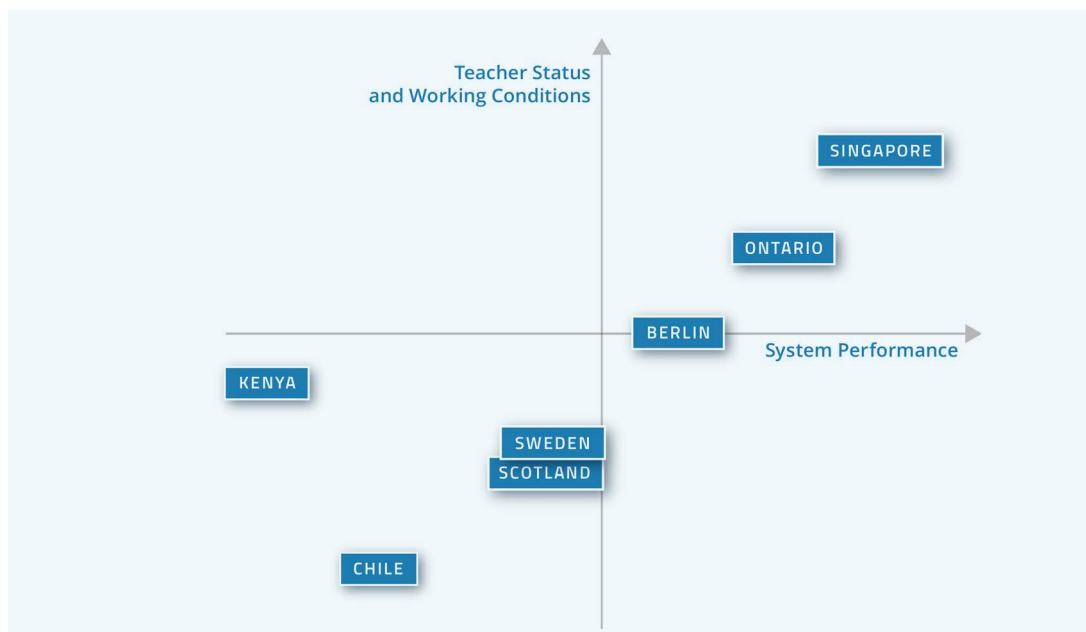 Teacher Status
and Working Conditions
SINGAPORE
ONTARIO
BERLIN
System Performance
KENYA
SWEDEN
SCOTLAND
CHILE